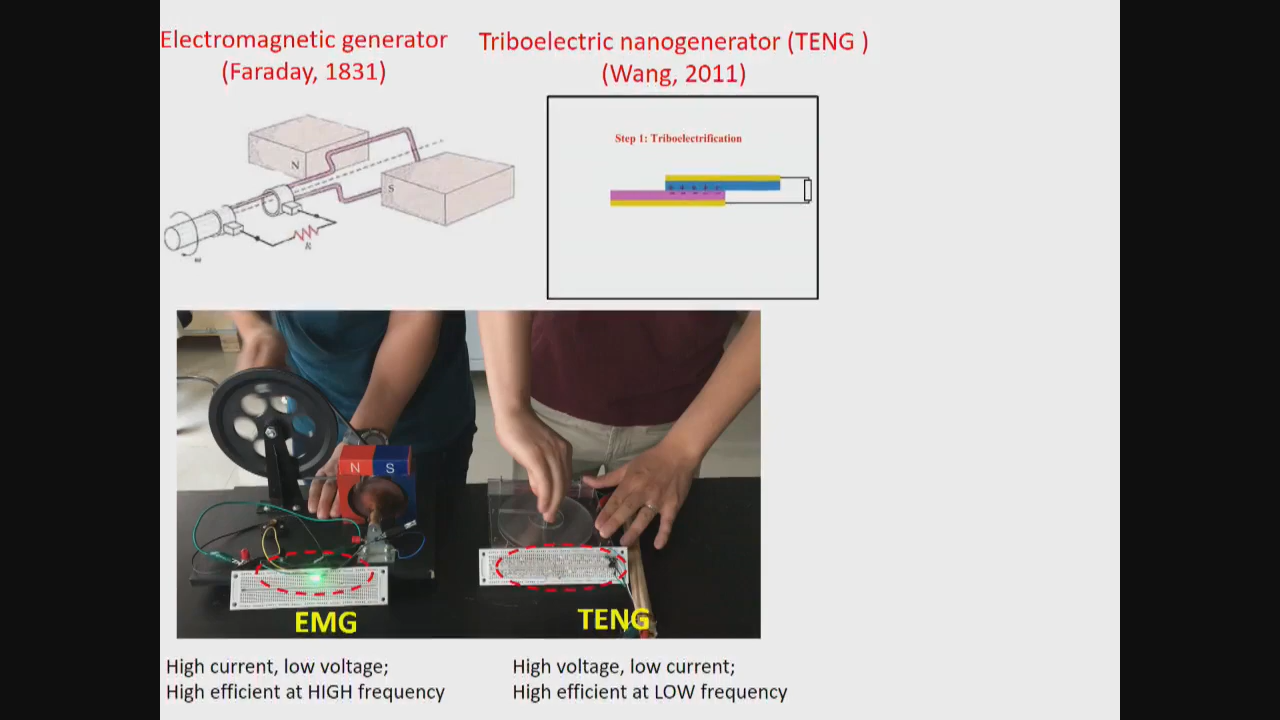 Electromagnetic generator
(Faraday, 1831)
Triboelectric nanogenerator (TENG )
(Wang, 2011)
Step 1: Triboelectrification
N
S
R
ω
N S
EMG
TENG
High current, low voltage;
High efficient at HIGH frequency
High voltage, low current;
High efficient at LOW frequency